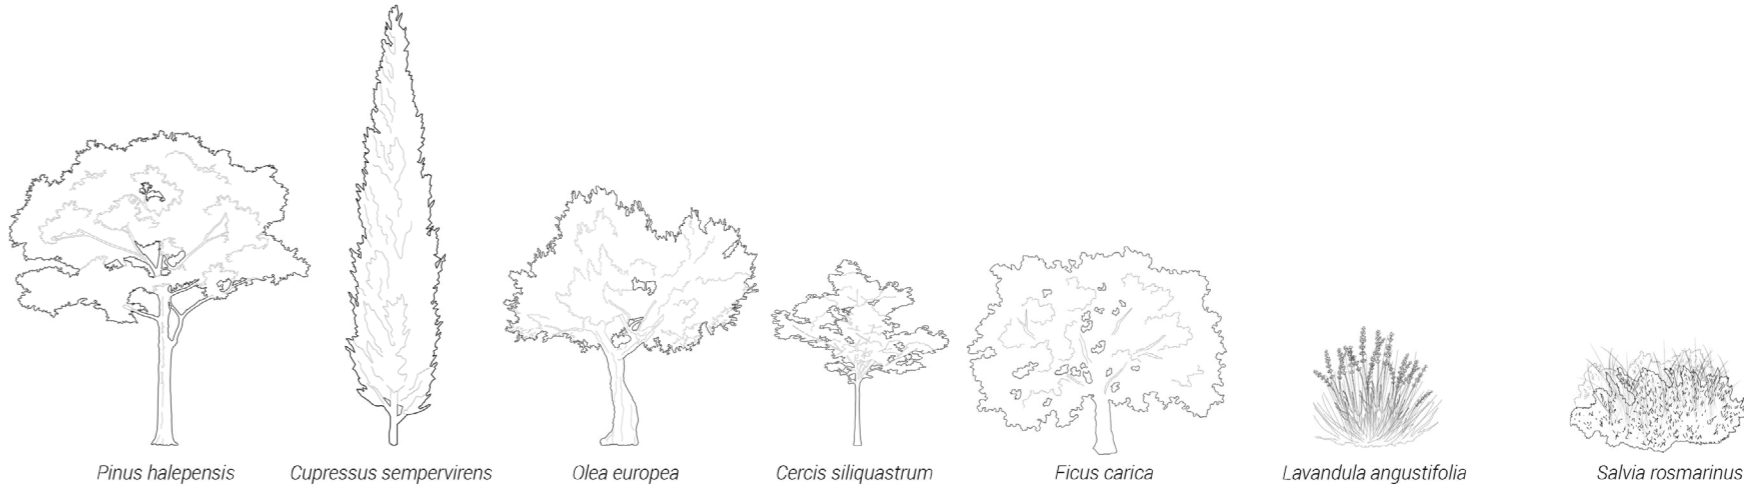 Pinus halepensis
Cupressus sempervirens
Olea europea
Cercis siliquastrum
Ficus carica
Lavandula angustifolia
Salvia rosmarinus